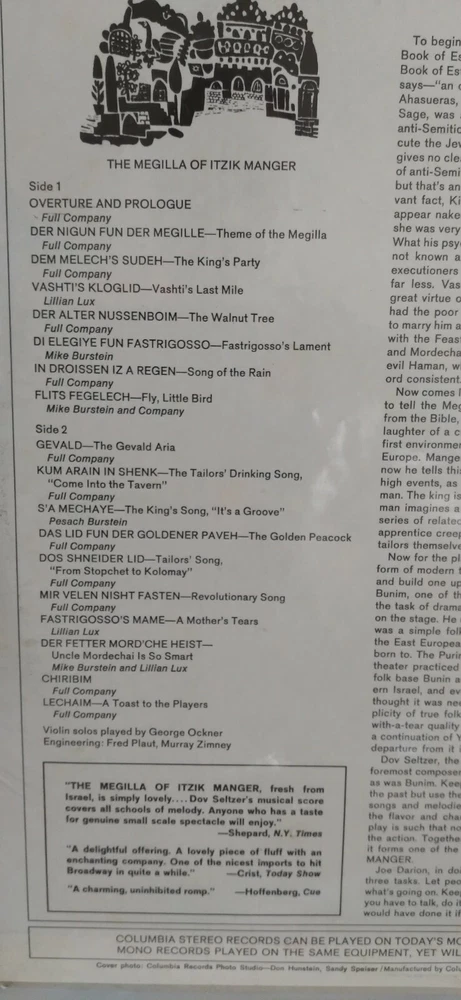 THE MEGILLA OF ITZIK MANGER
Side 1
OVERTURE AND PROLOGUE
Full Company
DER NIGUN FUN DER MEGILLE—Theme of the Megilla
Full Company
DEM MELECH'S SUDEH—The King's Party
Full Company
VASHTI'S KLOGLID—Vashti's Last Mile
Lillian Lux
DER ALTER NUSSENBOIM—The Walnut Tree
Full Company
DI ELEGIYE FUN FASTRIGOSSO—Fastrigosso's Lament
Mike Burstein
IN DROISSEN IZ A REGEN—Song of the Rain
Full Company
FLITS FEGELECH—Fly, Little Bird
Mike Burstein and Company
Side 2
GEVALD—The Gevald Aria
Full Company
KUM ARAIN IN SHENK—The Tailors' Drinking Song,
"Come Into the Tavern"
Full Company
S'A MECHAYE—The King's Song, "It's a Groove"
Pesach Burstein
DAS LID FUN DER GOLDENER PAVEH—The Golden Peacock
Full Company
DOS SHNEIDER LID—Tailors' Song,
"From Stopchet to Kolomay"
Full Company
MIR VELEN NISHT FASTEN—Revolutionary Song
Full Company
FASTRIGOSSO'S MAME—A Mother's Tears
Lillian Lux
DER FETTER MORD'CHE HEIST—
Uncle Mordechai Is So Smart
Mike Burstein and Lillian Lux
CHIRIBIM
Full Company
LECHAIM—A Toast to the Players
Full Company
Violin solos played by George Ockner
Engineering: Fred Plaut, Murray Zimney
"THE MEGILLA OF ITZIK MANGER, fresh from
Israel, is simply lovely.... Dov Seltzer's musical score
covers all schools of melody. Anyone who has a taste
for genuine small scale spectacle will enjoy."
—Shepard, N.Y. Times
"A delightful offering. A lovely piece of fluff with an
enchanting company. One of the nicest imports to hit
Broadway in quite a while." —Crist, Today Show
"A charming, uninhibited romp." —Hoffenberg, Cue
To begin
Book of Es
Book of Es
says—"an
Ahasueras,
Sage, was
anti-Semitic
cute the Jew
gives no cle
of anti-Semi
but that's an
vant fact, Ki
appear nake
she was very
What his psy
not known a
executioners
far less. Vas
great virtue o
had the poor
to marry him a
with the Feas
and Mordecha
evil Haman, w
ord consistent
Now comes I
to tell the Meg
from the Bible,
laughter of a c
first environme
Europe. Mange
now he tells thi
high events, as
man. The king is
man imagines a
series of related
apprentice creep
tailors themselve
Now for the pl
form of modern
and build one up
Bunim, one of th
the task of drama
on the stage. He
was a simple folk
the East Europea
born to. The Purin
theater practiced
folk base Bunim a
ern Israel, and ev
thought it was nee
plicity of true folk
with-a-tear quality
a continuation of Y
departure from it
Dov Seltzer, the
foremost composer
as was Bunim. Keep
the past but use the
songs and melodie
the flavor and cha
play is such that no
the action. Togethe
it forms one of the
MANGER.
Joe Darion, in doi
three tasks. Let peo
what's going on. Kee
you have to talk, do it
would have done it if
COLUMBIA STEREO RECORDS CAN BE PLAYED ON TODAY'S MO
MONO RECORDS PLAYED ON THE SAME EQUIPMENT, YET WIL
Cover photo: Columbia Records Photo Studio—Don Hunstein, Sandy Speiser/Manufactured by Colu